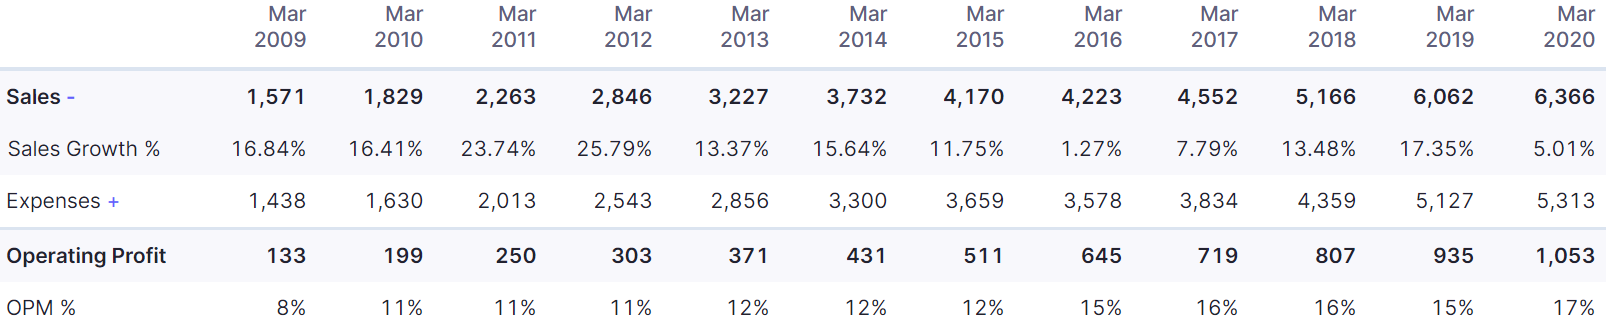 Mar Mar Mar Mar Mar Mar Mar Mar Mar Mar Mar Mar
2009 2010 2011 2012 2013 2014 2015 2016 2017 2018 2019 2020
Sales - 1,571 1,829 2,263 2,846 3,227 3,732 4,170 4,223 4,552 5,166 6,062 6,366
Sales Growth % 16.84% 16.41% 23.74% 25.79% 13.37% 15.64% 11.75% 1.27% 7.79% 13.48% 17.35% 5.01%
Expenses + 1,438 1,630 2,013 2,543 2,856 3,300 3,659 3,578 3,834 4,359 5,127 5,313
Operating Profit 133 199 250 303 371 431 511 645 719 807 935 1,053
OPM % 8% 11% 11% 11% 12% 12% 12% 15% 16% 16% 15% 17%